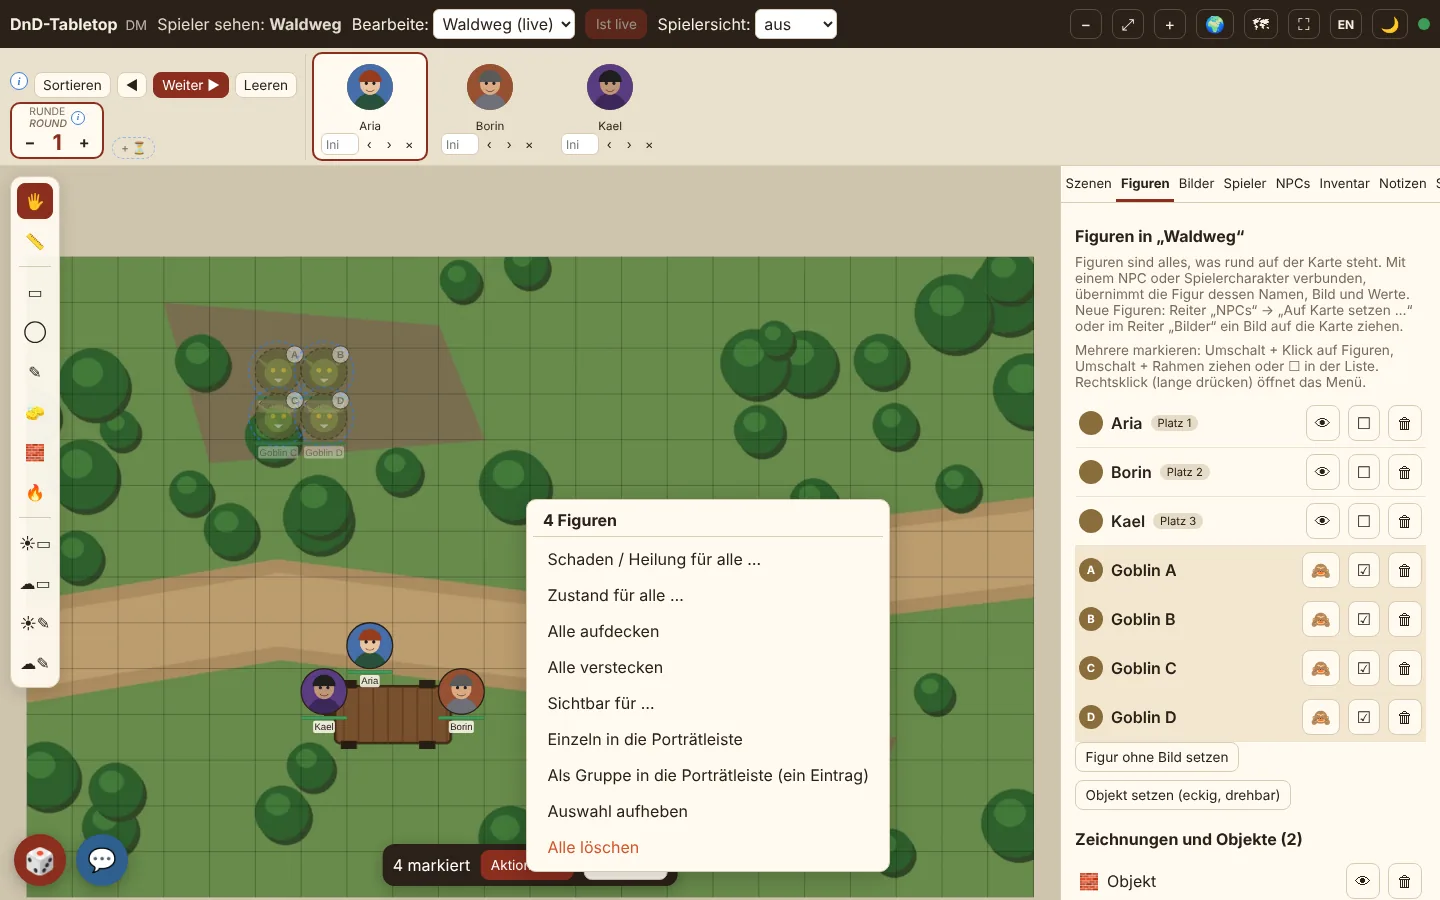 DnD-Tabletop DM Spieler sehen: Waldweg Bearbeite: Waldweg (live) Ist live Spielersicht: aus − + EN
i Sortieren ◀ Weiter ▶ Leeren
RUNDE
ROUND i
− 1 +
+ ⏳
Aria
Ini ‹ › ×
Borin
Ini ‹ › ×
Kael
Ini ‹ › ×
Szenen Figuren Bilder Spieler NPCs Inventar Notizen
Figuren in „Waldweg“
Figuren sind alles, was rund auf der Karte steht. Mit
einem NPC oder Spielercharakter verbunden,
übernimmt die Figur dessen Namen, Bild und Werte.
Neue Figuren: Reiter „NPCs“ → „Auf Karte setzen ...“
oder im Reiter „Bilder“ ein Bild auf die Karte ziehen.
Mehrere markieren: Umschalt + Klick auf Figuren,
Umschalt + Rahmen ziehen oder ☐ in der Liste.
Rechtsklick (lange drücken) öffnet das Menü.
Aria Platz 1
Borin Platz 2
Kael Platz 3
A Goblin A
B Goblin B
C Goblin C
D Goblin D
Figur ohne Bild setzen
Objekt setzen (eckig, drehbar)
Zeichnungen und Objekte (2)
Objekt
A B
C D
Goblin C Goblin D
Aria
Kael
Borin
4 Figuren
Schaden / Heilung für alle ...
Zustand für alle ...
Alle aufdecken
Alle verstecken
Sichtbar für ...
Einzeln in die Porträtleiste
Als Gruppe in die Porträtleiste (ein Eintrag)
Auswahl aufheben
Alle löschen
4 markiert